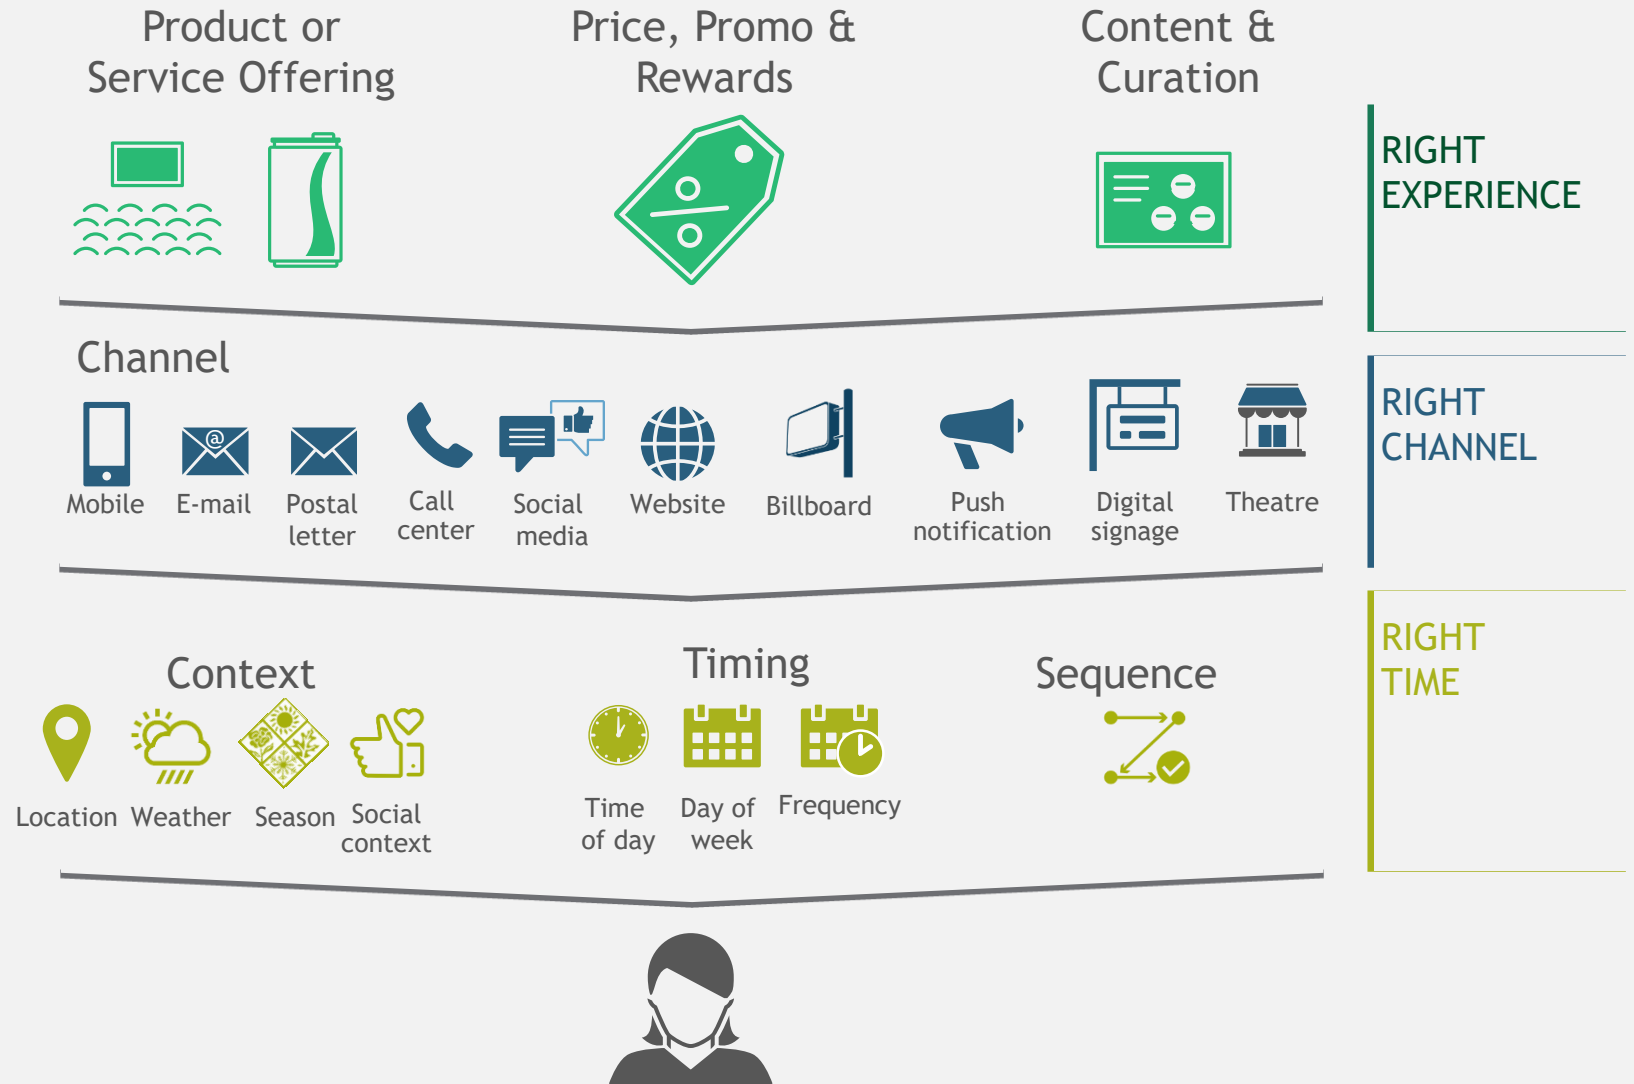 Product or
Service Offering
Price, Promo &
Rewards
Content &
Curation
RIGHT
EXPERIENCE
Channel
Mobile
E-mail
@
Postal
letter
Call
center
Social
media
Website
Billboard
Push
notification
Digital
signage
Theatre
RIGHT
CHANNEL
Context
Location
Weather
Season
Social
context
Timing
Time
of day
Day of
week
Frequency
Sequence
RIGHT
TIME